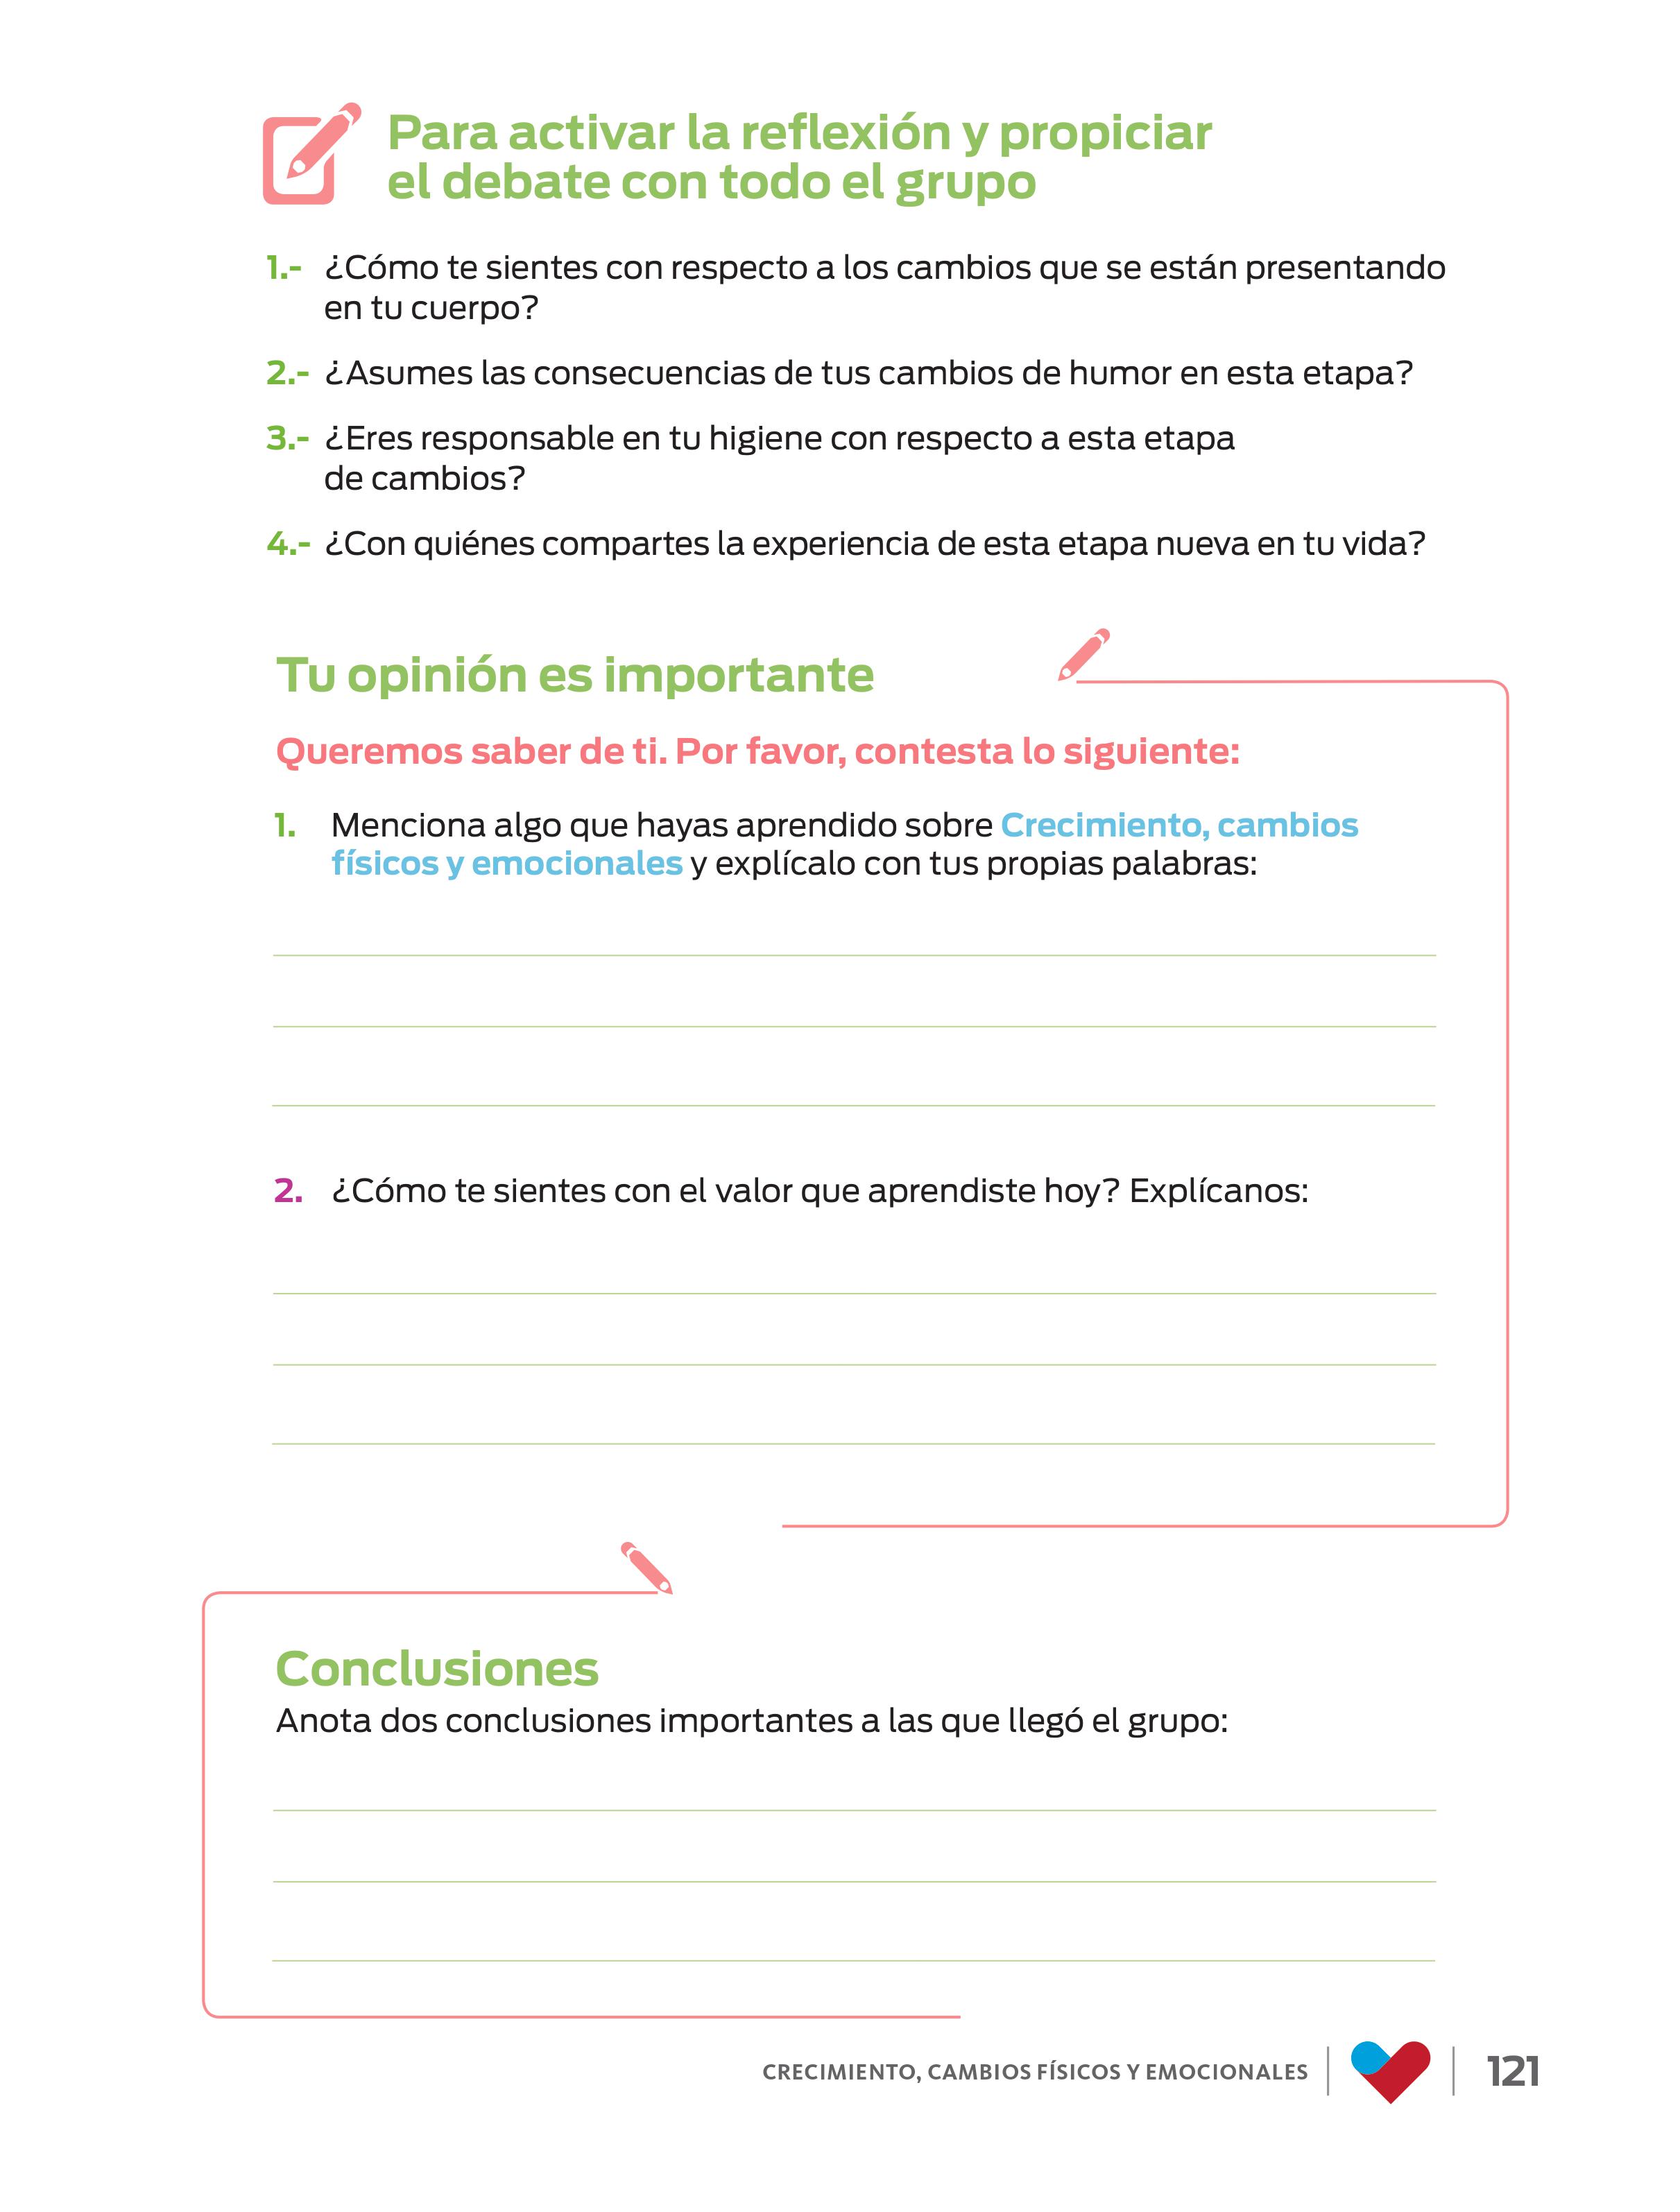 Para activar la reflexión y propiciar
el debate con todo el grupo
1.- ¿Cómo te sientes con respecto a los cambios que se están presentando
en tu cuerpo?
2.- ¿Asumes las consecuencias de tus cambios de humor en esta etapa?
3.- ¿Eres responsable en tu higiene con respecto a esta etapa
de cambios?
4.- ¿Con quiénes compartes la experiencia de esta etapa nueva en tu vida?
Tu opinión es importante
Queremos saber de ti. Por favor, contesta lo siguiente:
1. Menciona algo que hayas aprendido sobre Crecimiento, cambios
físicos y emocionales y explícalo con tus propias palabras:
2. ¿Cómo te sientes con el valor que aprendiste hoy? Explícanos:
Conclusiones
Anota dos conclusiones importantes a las que llegó el grupo:
CRECIMIENTO, CAMBIOS FÍSICOS Y EMOCIONALES 121